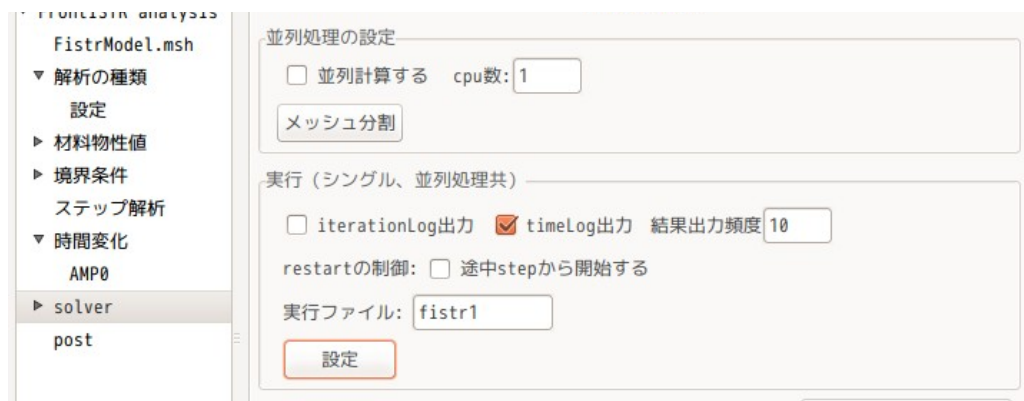 FrontISTR analysis
FistrModel.msh
解析の種類
設定
材料物性値
境界条件
ステップ解析
時間変化
AMP0
solver
post
並列処理の設定
並列計算する cpu数: 1
メッシュ分割
実行（シングル、並列処理共）
iterationLog出力 timeLog出力 結果出力頻度 10
restartの制御: 途中stepから開始する
実行ファイル: fistr1
設定